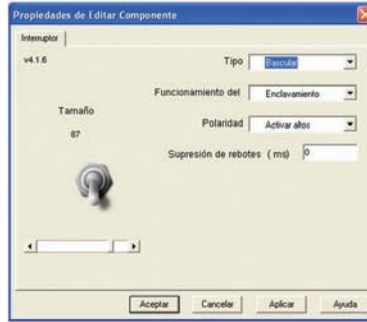 Propiedades de Editar Componente
Interruptor
v4.1.6
Tipo
Bascular
Funcionamiento del
Enclavamiento
Tamaño
87
Polaridad
Activar altos
Supresión de rebotes (ms)
0
Aceptar
Cancelar
Aplicar
Ayuda